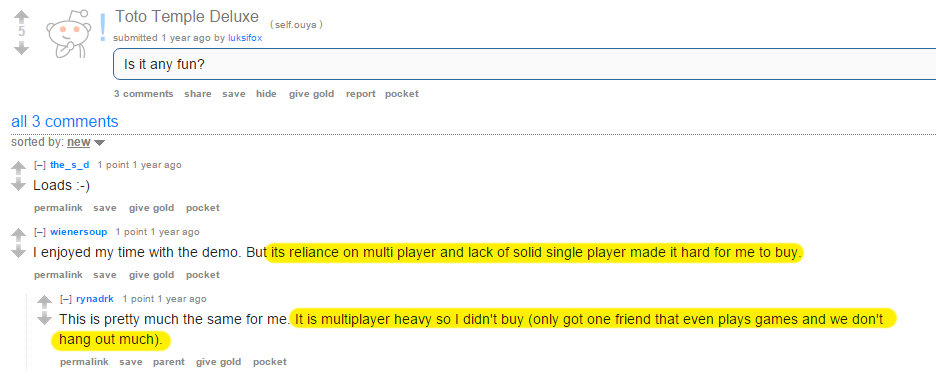 Toto Temple Deluxe (self.ouya)
5
submitted 1 year ago by luksifox
Is it any fun?
3 comments share save hide give gold report pocket
all 3 comments
sorted by: new
[–] the_s_d 1 point 1 year ago
Loads :-)
permalink save give gold pocket
[–] wienersoup 1 point 1 year ago
I enjoyed my time with the demo. But its reliance on multi player and lack of solid single player made it hard for me to buy.
permalink save give gold pocket
[–] rynadrk 1 point 1 year ago
This is pretty much the same for me. It is multiplayer heavy so I didn't buy (only got one friend that even plays games and we don't
hang out much).
permalink save parent give gold pocket